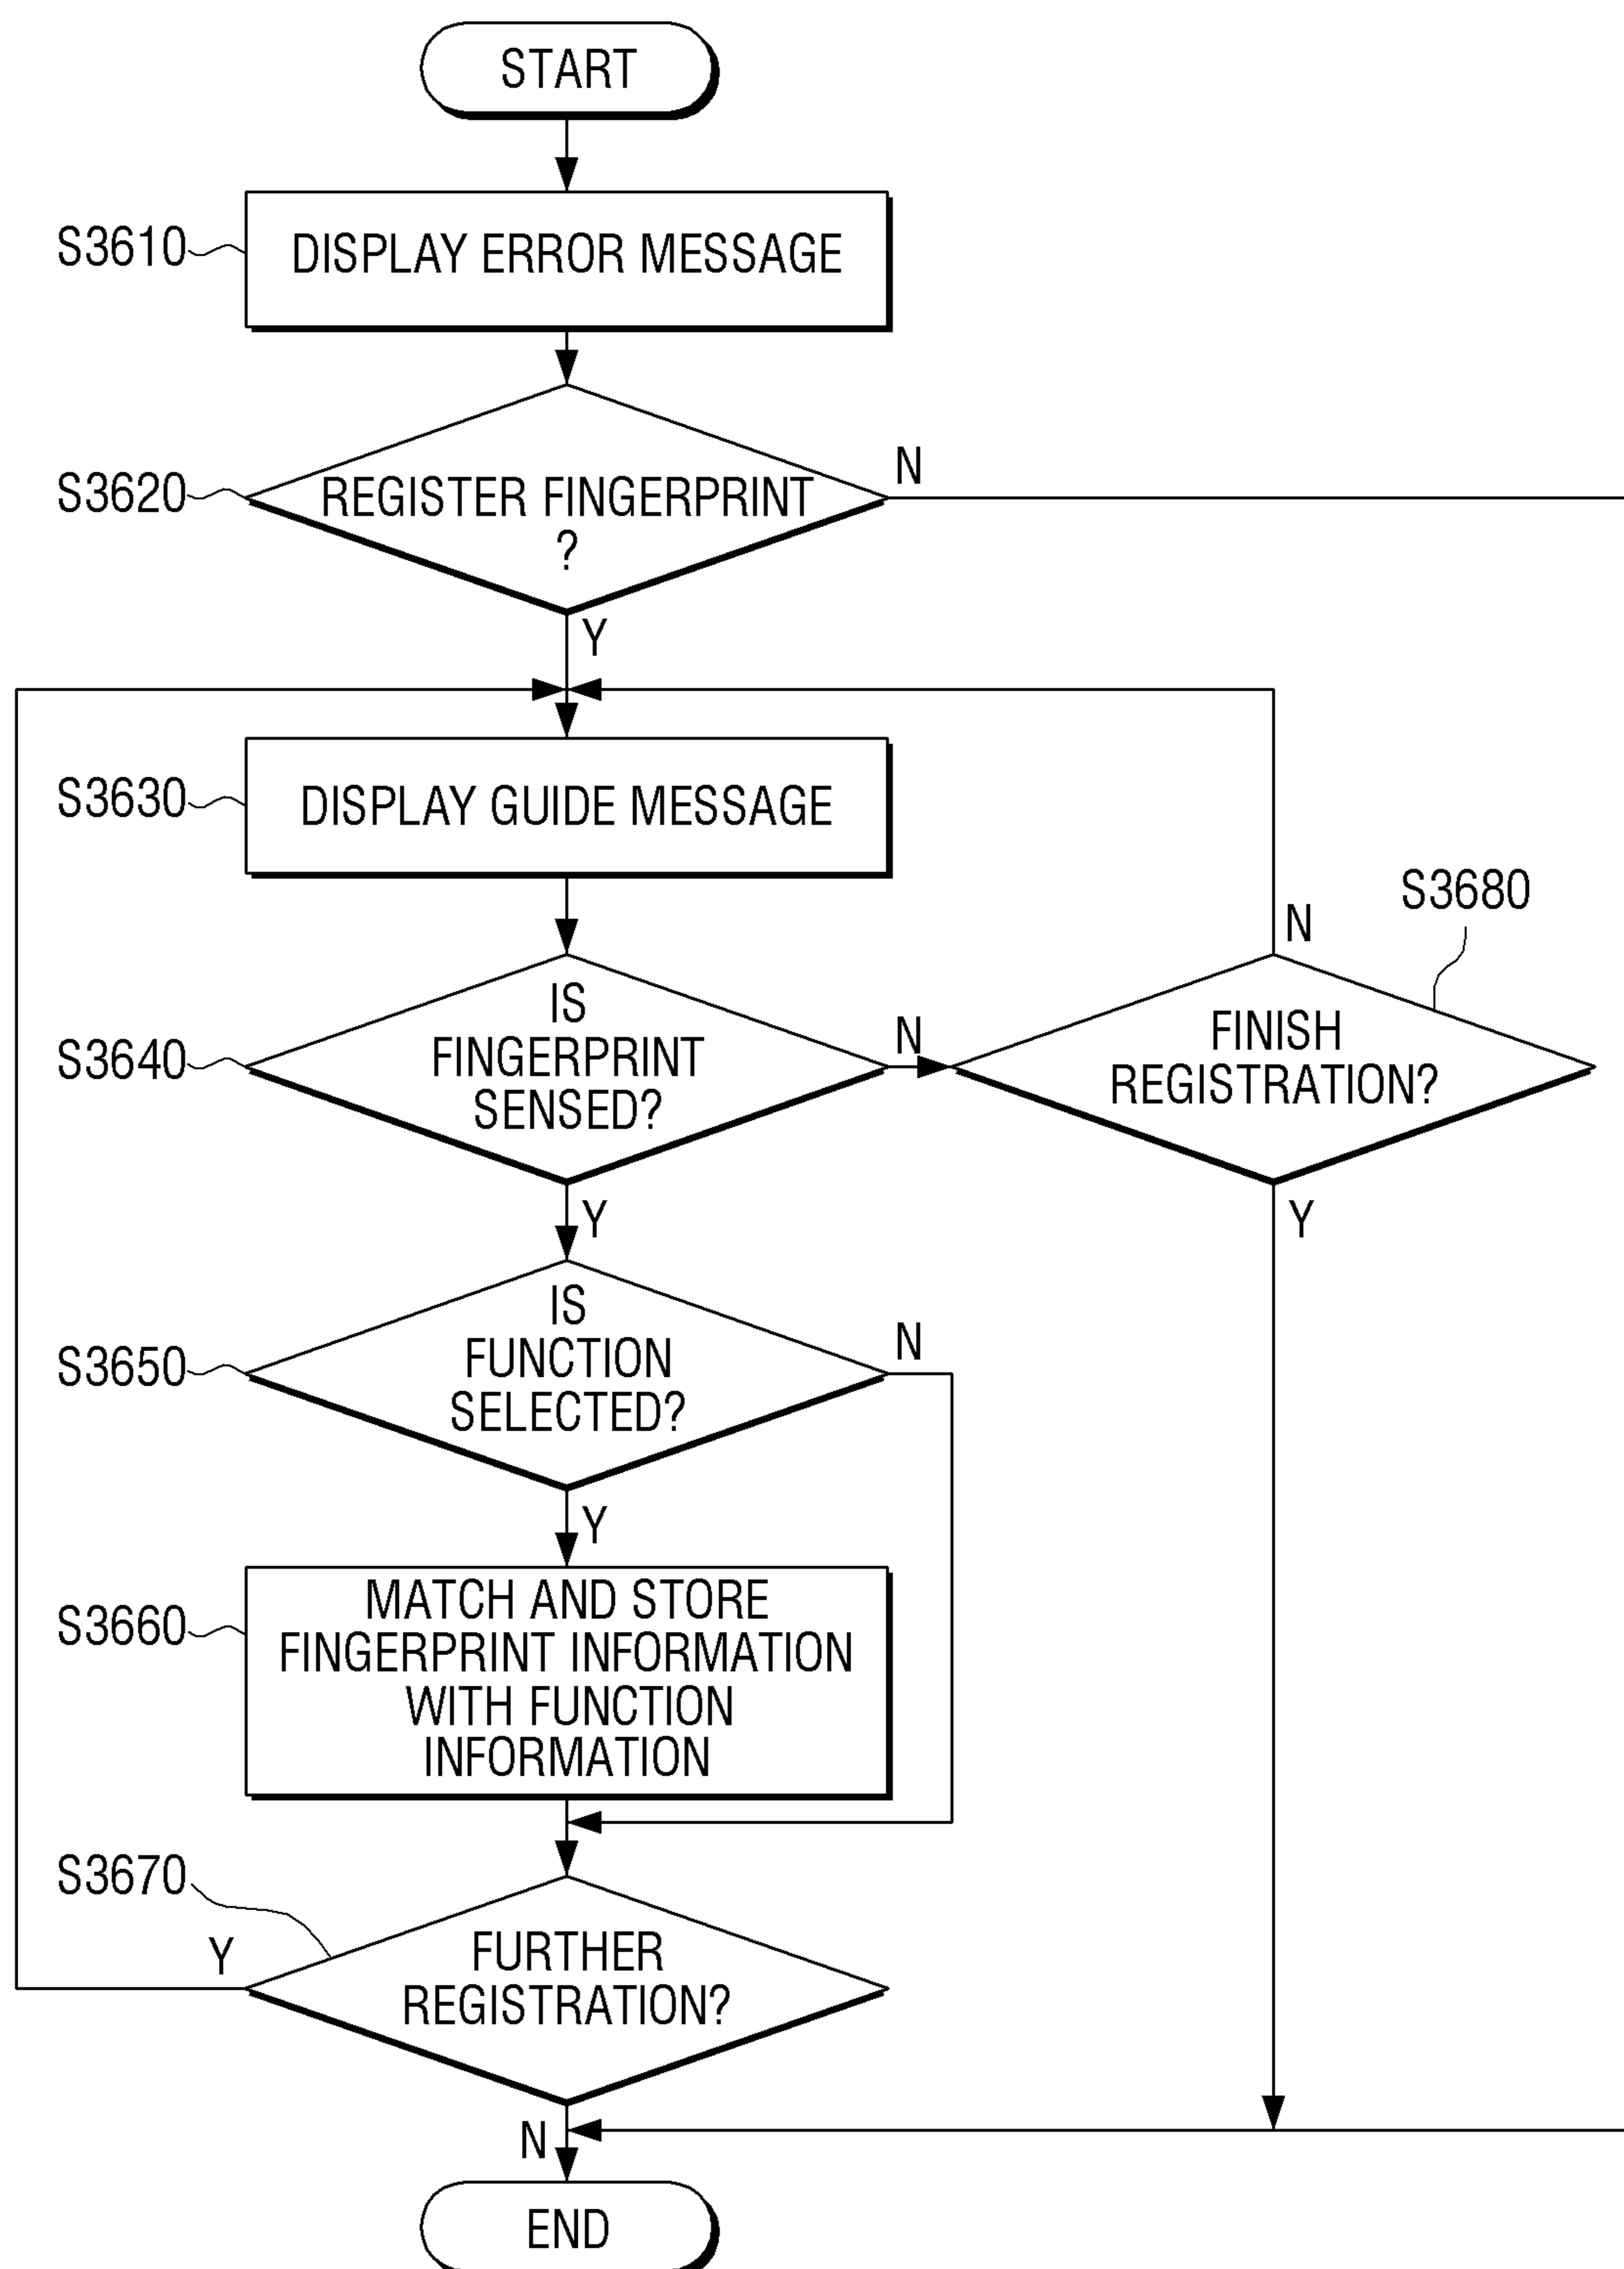 START
S3610
DISPLAY ERROR MESSAGE
S3620
REGISTER FINGERPRINT
?
N
Y
S3630
DISPLAY GUIDE MESSAGE
S3640
IS
FINGERPRINT
SENSED?
N
S3680
N
FINISH
REGISTRATION?
Y
Y
S3650
IS
FUNCTION
SELECTED?
N
Y
S3660
MATCH AND STORE
FINGERPRINT INFORMATION
WITH FUNCTION
INFORMATION
S3670
Y
FURTHER
REGISTRATION?
N
END